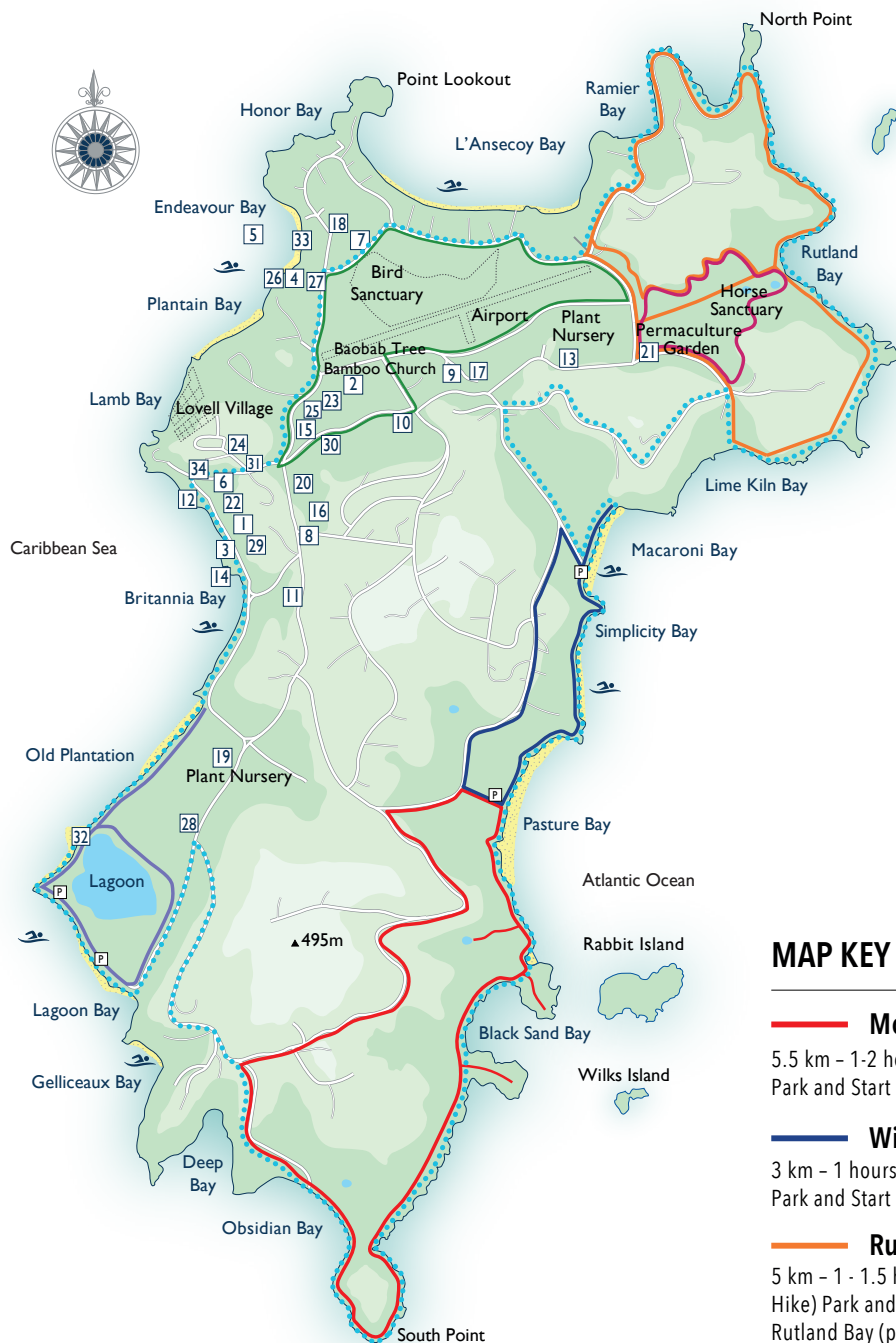 North Point
Point Lookout
Ramier
Bay
Honor Bay
L'Ansecoy Bay
Endeavour Bay
5
33
18
7
Rutland
Bay
26
4
27
Bird
Sanctuary
Plantain Bay
Horse
Sanctuary
Airport
Plant
Nursery
Permaculture
Garden
21
Baobab Tree
Bamboo Church
13
9
17
2
Lamb Bay
Lovell Village
23
25
15
10
30
24
31
34
6
20
Lime Kiln Bay
12
22
16
1
8
Caribbean Sea
3
29
Macaroni Bay
14
P
Britannia Bay
11
Simplicity Bay
Old Plantation
19
Plant Nursery
P
28
Pasture Bay
32
Lagoon
P
Atlantic Ocean
495m
Rabbit Island
P
MAP KEY
Lagoon Bay
Black Sand Bay
Gelliceaux Bay
Wilks Island
5.5 km – 1-2
Park and Start
3 km – 1 hours
Park and Start
Deep
Bay
Obsidian Bay
5 km – 1 - 1.5
Hike) Park and
Rutland Bay
South Point